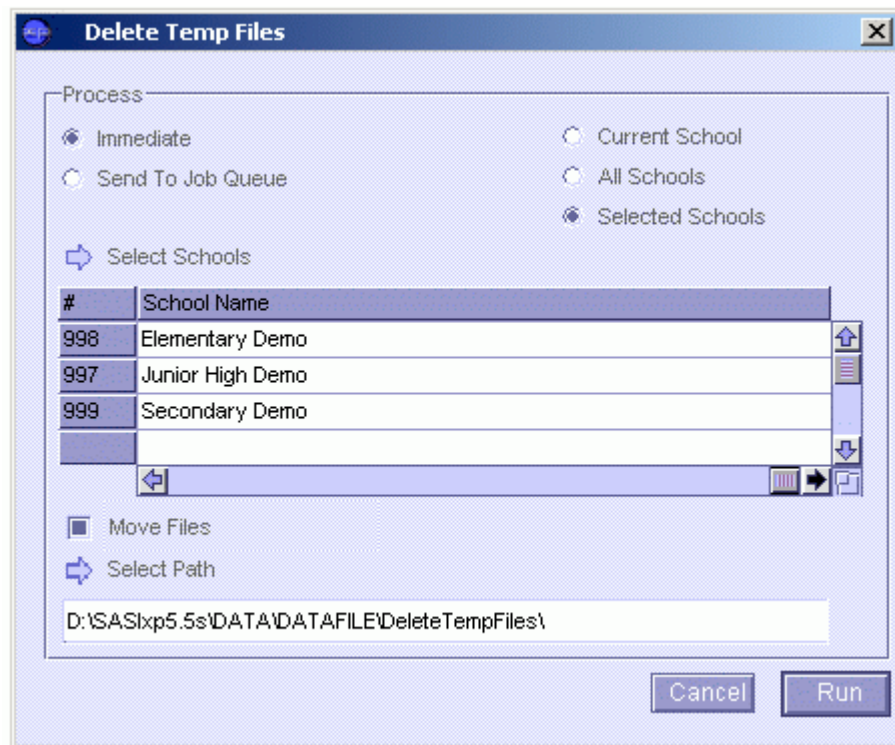 Delete Temp Files
Process
Immediate
Current School
Send To Job Queue
All Schools
Selected Schools
Select Schools
# School Name
998 Elementary Demo
997 Junior High Demo
999 Secondary Demo
Move Files
Select Path
D:\SASIxp5.5s\DATA\DATAFILE\DeleteTempFiles\
Cancel Run